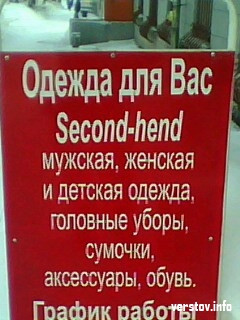 Одежда для Вас
Second-hend
мужская, женская
и детская одежда,
головные уборы,
сумочки,
аксессуары, обувь.
График работы
verstov.info